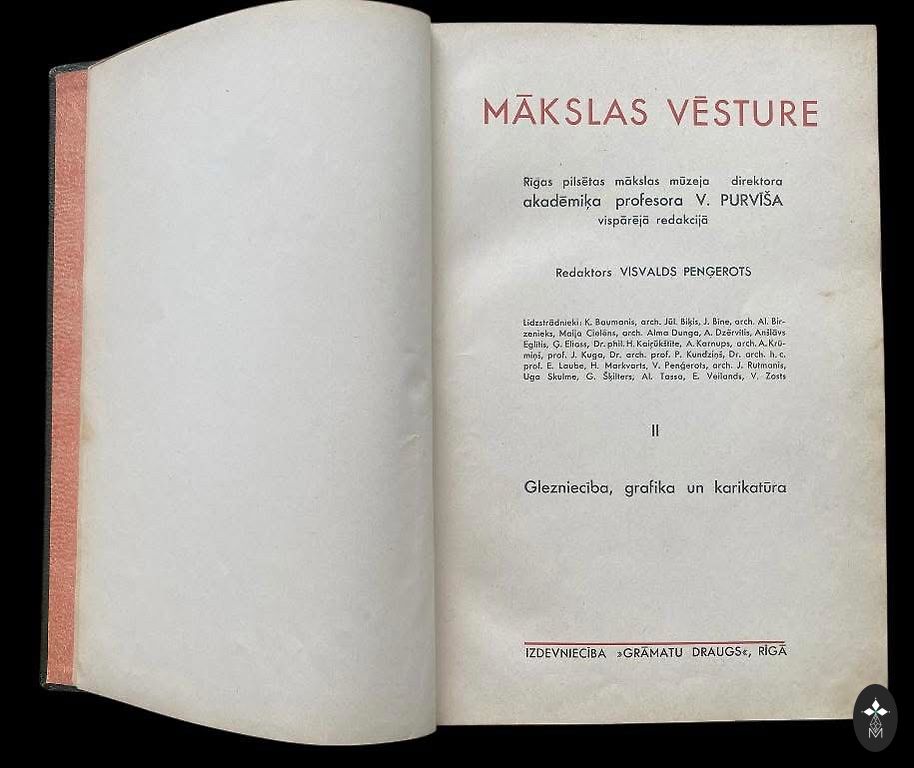 MĀKSLAS VĒSTURE
Rīgas pilsētas mākslas mūzeja direktora
akadēmiķa profesora V. PURVĪŠA
vispārējā redakcijā
Redaktors VISVALDS PEŅĢEROTS
Līdzstrādnieki: K. Baumanis, arch. Jūl. Biķis, J. Bīne, arch. Al. Bir-
zenieks, Maija Cielēns, arch. Alma Dunga, A. Dzērvītis, Anšlāvs
Eglītis, Ģ. Eliass, Dr. phil. H. Kaiŗūkštīte, A. Karnups, arch. A. Krū-
miņš, prof. J. Kuga, Dr. arch. prof. P. Kundziņš, Dr. arch. h. c.
prof. E. Laube, H. Markvarts, V. Peņģerots, arch. J. Rutmanis,
Uga Skulme, G. Šķilters, Al. Tassa, E. Veilands, V. Zosts
II
Glezniecība, grafika un karikatūra
IZDEVNIECĪBA »GRĀMATU DRAUGS«, RĪGĀ
M